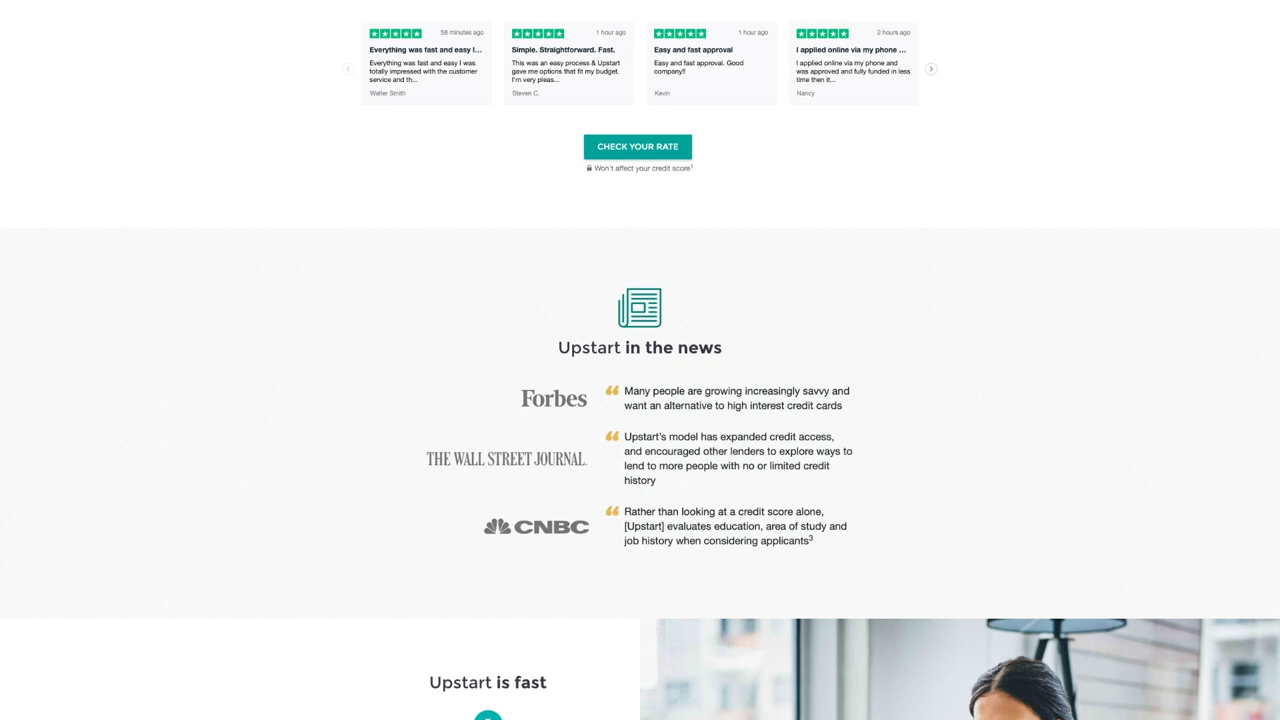 58 minutes ago
Everything was fast and easy I...
Everything was fast and easy I was
totally impressed with the customer
service and th...
Walter Smith
1 hour ago
Simple. Straightforward. Fast.
This was an easy process & Upstart
gave me options that fit my budget.
I'm very pleas...
Steven C.
1 hour ago
Easy and fast approval
Easy and fast approval. Good
company!!
Kevin
2 hours ago
I applied online via my phone ...
I applied online via my phone and
was approved and fully funded in less
time then it...
Nancy
CHECK YOUR RATE
Won't affect your credit score¹
Upstart in the news
Forbes
“ Many people are growing increasingly savvy and
want an alternative to high interest credit cards
THE WALL STREET JOURNAL.
“ Upstart's model has expanded credit access,
and encouraged other lenders to explore ways to
lend to more people with no or limited credit
history
CNBC
“ Rather than looking at a credit score alone,
[Upstart] evaluates education, area of study and
job history when considering applicants³
Upstart is fast